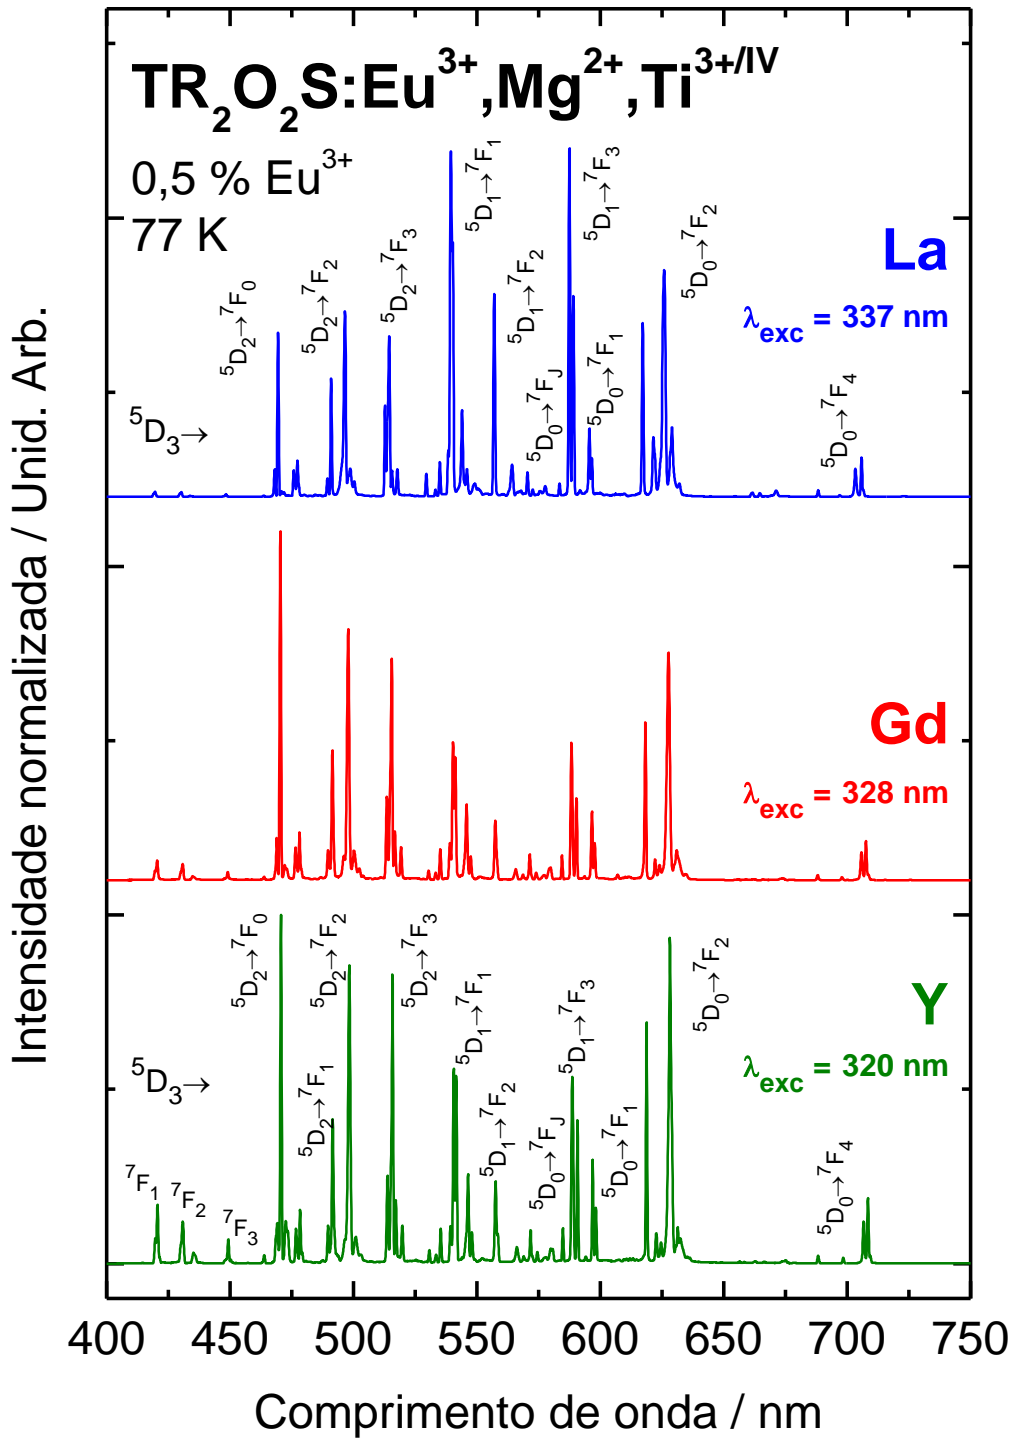 TR₂O₂S:Eu³⁺,Mg²⁺,Ti³⁺/ᴵⱽ
0,5 % Eu³⁺
77 K
⁵D₃→
⁵D₂→⁷F₀
⁵D₂→⁷F₂
⁵D₂→⁷F₃
⁵D₁→⁷F₁
⁵D₁→⁷F₂
⁵D₀→⁷F_J
⁵D₁→⁷F₃
⁵D₀→⁷F₁
⁵D₀→⁷F₂
⁵D₀→⁷F₄
La
λexc = 337 nm
Gd
λexc = 328 nm
⁵D₃→
⁷F₁
⁷F₂
⁷F₃
⁵D₂→⁷F₀
⁵D₂→⁷F₁
⁵D₂→⁷F₂
⁵D₂→⁷F₃
⁵D₁→⁷F₁
⁵D₁→⁷F₂
⁵D₀→⁷F_J
⁵D₁→⁷F₃
⁵D₀→⁷F₁
⁵D₀→⁷F₂
⁵D₀→⁷F₄
Y
λexc = 320 nm
Intensidade normalizada / Unid. Arb.
400 450 500 550 600 650 700 750
Comprimento de onda / nm